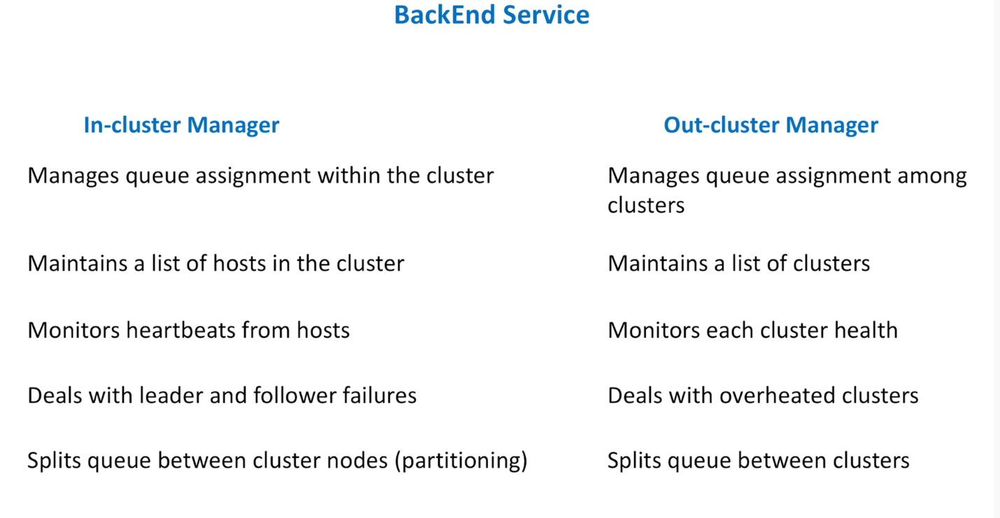 BackEnd Service
In-cluster Manager
Manages queue assignment within the cluster
Maintains a list of hosts in the cluster
Monitors heartbeats from hosts
Deals with leader and follower failures
Splits queue between cluster nodes (partitioning)
Out-cluster Manager
Manages queue assignment among
clusters
Maintains a list of clusters
Monitors each cluster health
Deals with overheated clusters
Splits queue between clusters